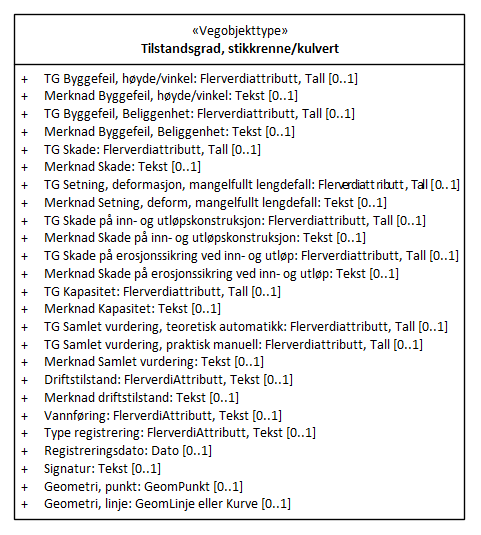 «Vegobjekttype»
Tilstandsgrad, stikkrenne/kulvert
+ TG Byggefeil, høyde/vinkel: Flerverdiattributt, Tall [0..1]
+ Merknad Byggefeil, høyde/vinkel: Tekst [0..1]
+ TG Byggefeil, Beliggenhet: Flerverdiattributt, Tall [0..1]
+ Merknad Byggefeil, Beliggenhet: Tekst [0..1]
+ TG Skade: Flerverdiattributt, Tall [0..1]
+ Merknad Skade: Tekst [0..1]
+ TG Setning, deformasjon, mangelfullt lengdefall: Flerverdiattributt, Tall [0..1]
+ Merknad Setning, deform, mangelfullt lengdefall: Tekst [0..1]
+ TG Skade på inn- og utløpskonstruksjon: Flerverdiattributt, Tall [0..1]
+ Merknad Skade på inn- og utløpskonstruksjon: Tekst [0..1]
+ TG Skade på erosjonssikring ved inn- og utløp: Flerverdiattributt, Tall [0..1]
+ Merknad Skade på erosjonssikring ved inn- og utløp: Tekst [0..1]
+ TG Kapasitet: Flerverdiattributt, Tall [0..1]
+ Merknad Kapasitet: Tekst [0..1]
+ TG Samlet vurdering, teoretisk automatikk: Flerverdiattributt, Tall [0..1]
+ TG Samlet vurdering, praktisk manuell: Flerverdiattributt, Tall [0..1]
+ Merknad Samlet vurdering: Tekst [0..1]
+ Driftstilstand: FlerverdiAttributt, Tekst [0..1]
+ Merknad driftstilstand: Tekst [0..1]
+ Vannføring: FlerverdiAttributt, Tekst [0..1]
+ Type registrering: FlerverdiAttributt, Tekst [0..1]
+ Registreringsdato: Dato [0..1]
+ Signatur: Tekst [0..1]
+ Geometri, punkt: GeomPunkt [0..1]
+ Geometri, linje: GeomLinje eller Kurve [0..1]